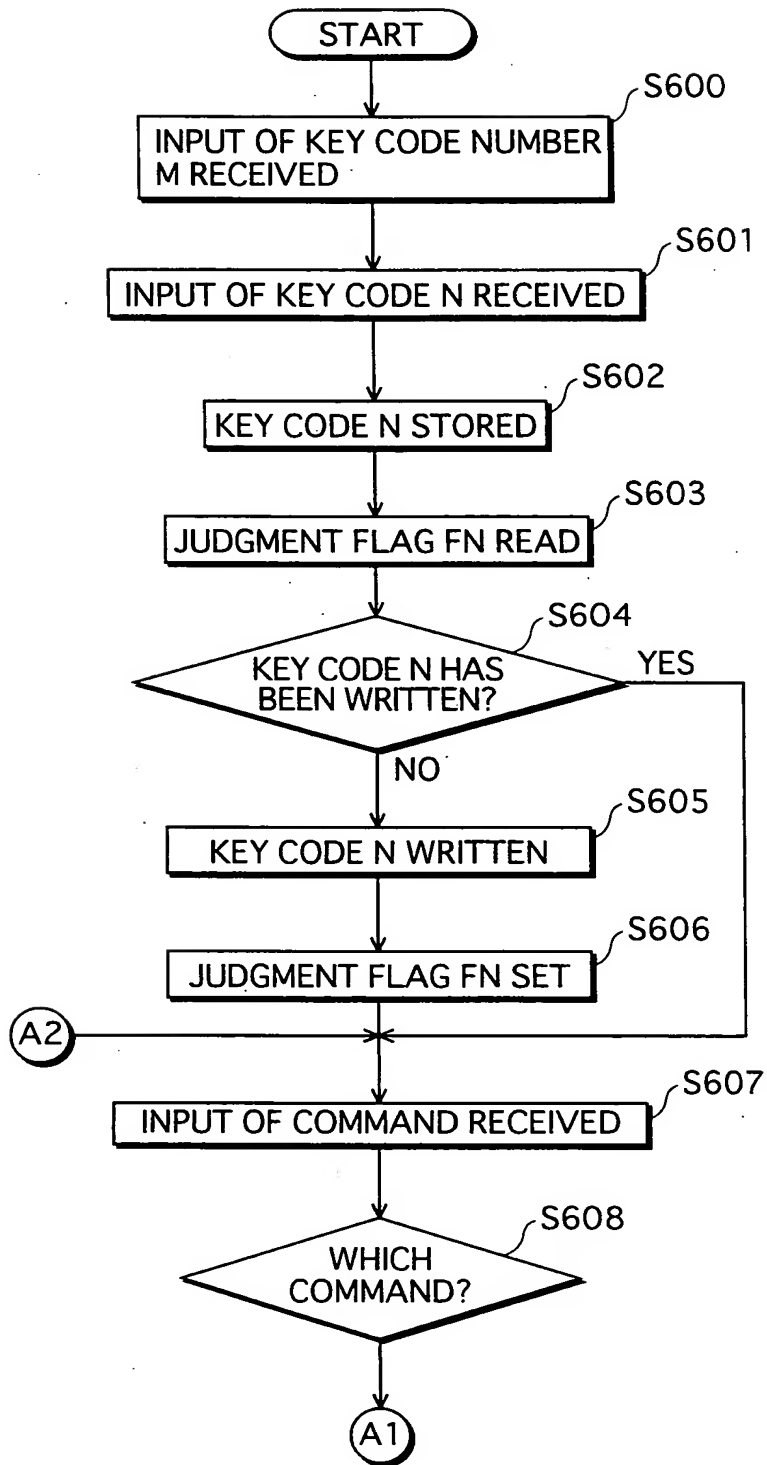 START
S600
INPUT OF KEY CODE NUMBER
M RECEIVED
S601
INPUT OF KEY CODE N RECEIVED
S602
KEY CODE N STORED
S603
JUDGMENT FLAG FN READ
S604
KEY CODE N HAS
BEEN WRITTEN?
YES
NO
S605
KEY CODE N WRITTEN
S606
JUDGMENT FLAG FN SET
A2
S607
INPUT OF COMMAND RECEIVED
S608
WHICH
COMMAND?
A1